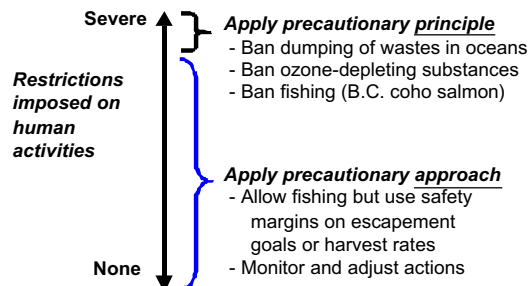 Severe
Apply precautionary principle
- Ban dumping of wastes in oceans
- Ban ozone-depleting substances
- Ban fishing (B.C. coho salmon)
Restrictions
imposed on
human
activities
Apply precautionary approach
- Allow fishing but use safety
margins on escapement
goals or harvest rates
- Monitor and adjust actions
None